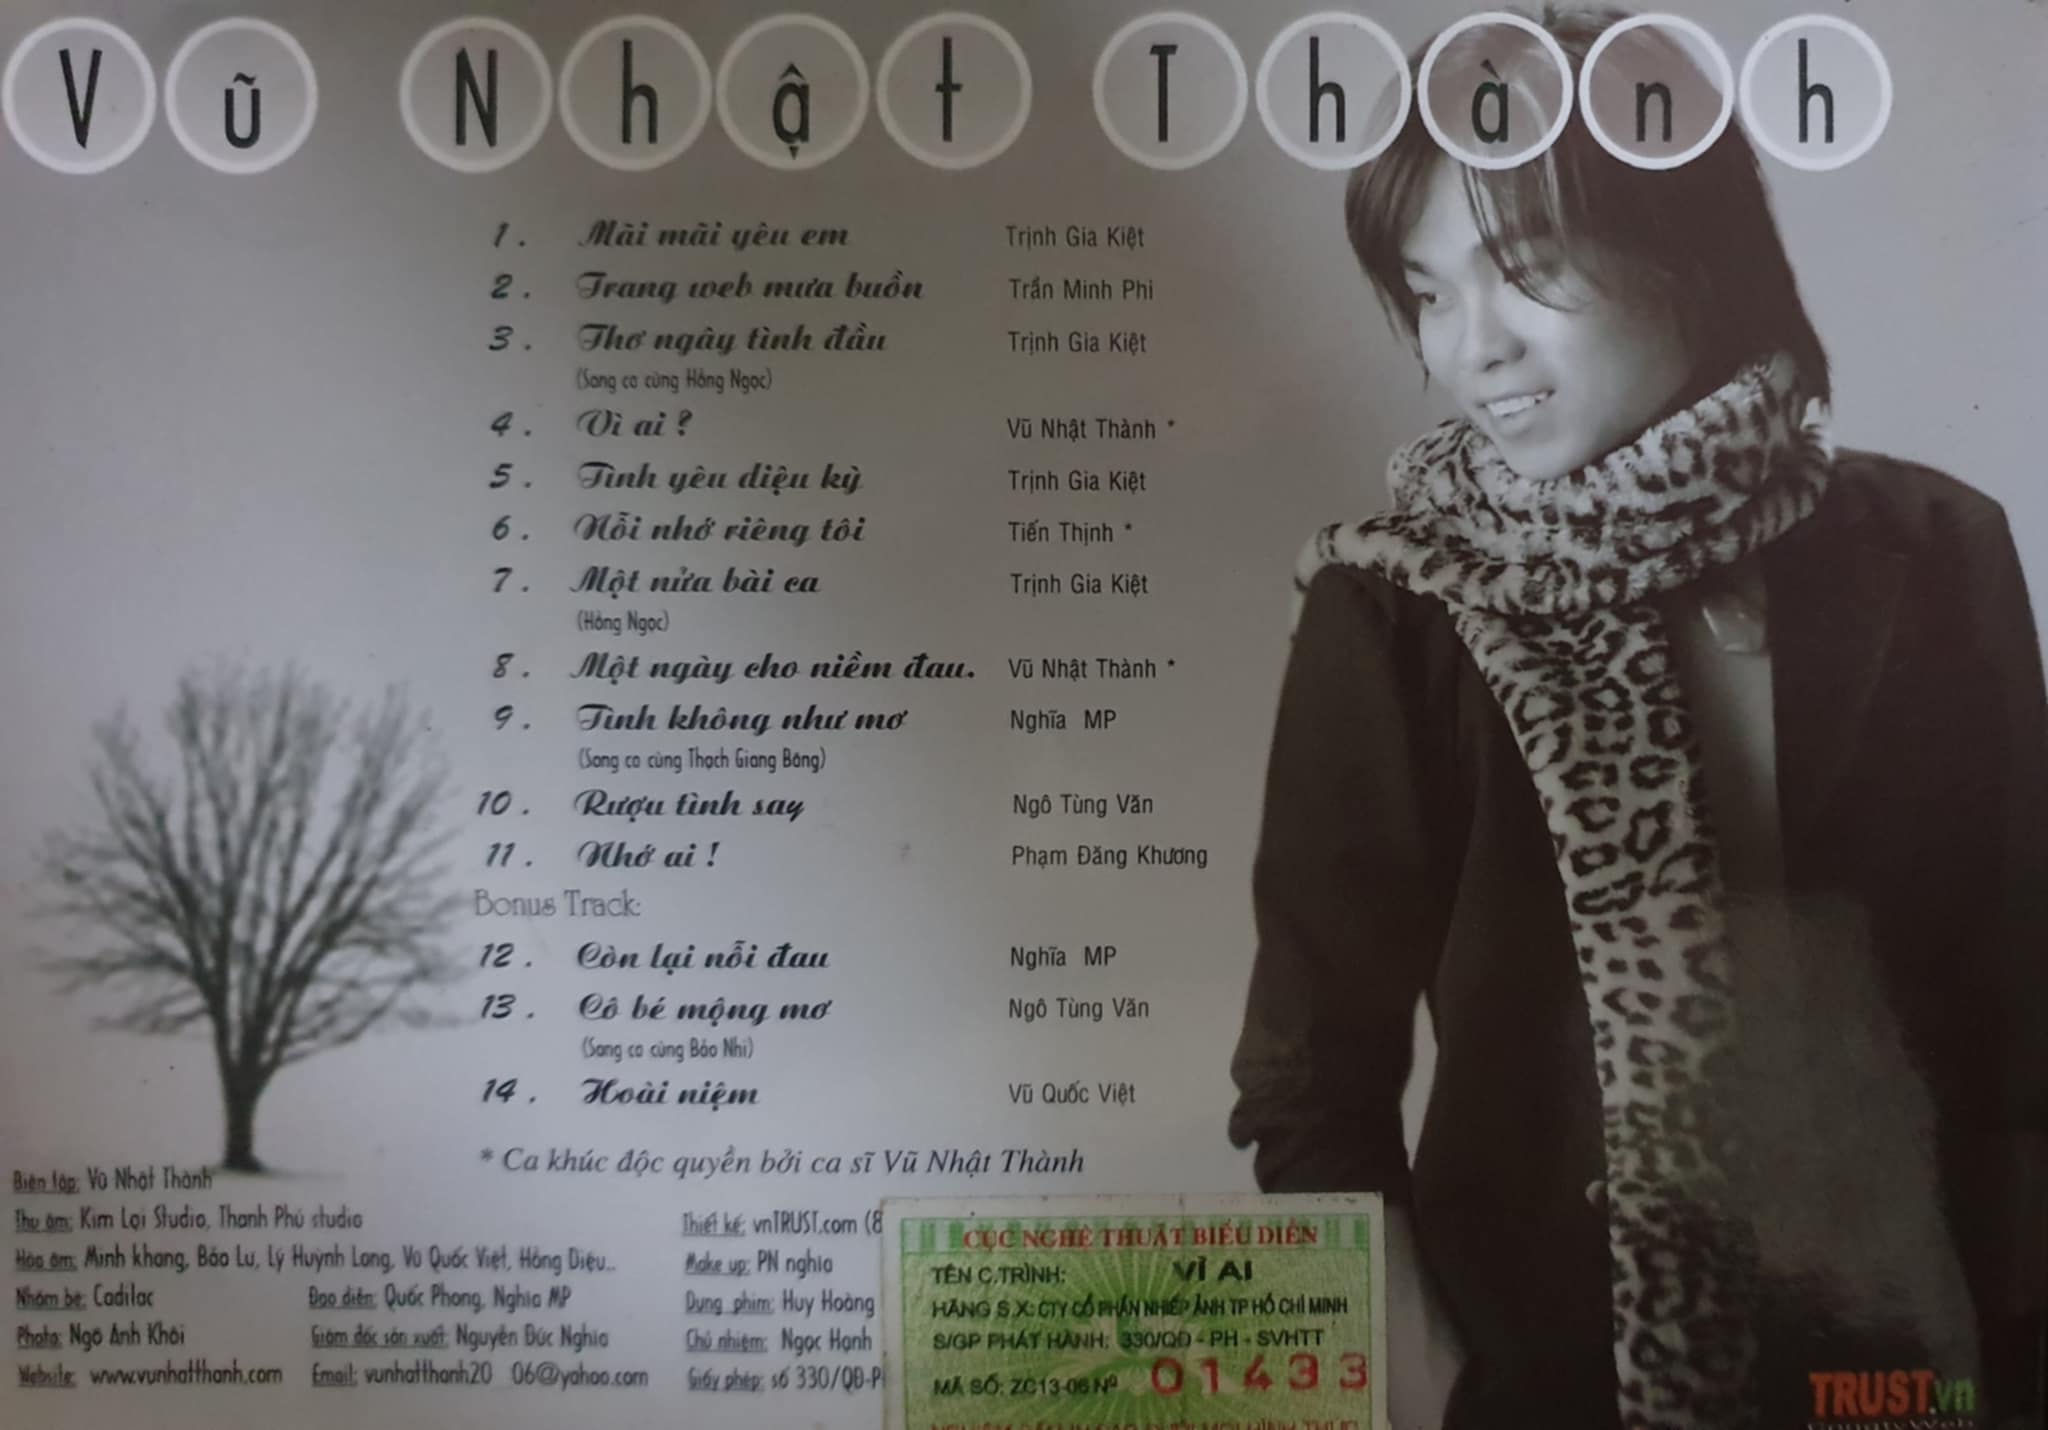 Vũ Nhật Thành
1. Mãi mãi yêu em Trịnh Gia Kiệt
2. Trang web mưa buồn Trần Minh Phi
3. Thơ ngây tình đầu Trịnh Gia Kiệt
(Song ca cùng Hồng Ngọc)
4. Vì ai ? Vũ Nhật Thành *
5. Tình yêu diệu kỳ Trịnh Gia Kiệt
6. Nỗi nhớ riêng tôi Tiến Thịnh *
7. Một nửa bài ca Trịnh Gia Kiệt
(Hồng Ngọc)
8. Một ngày cho niềm đau. Vũ Nhật Thành *
9. Tình không như mơ Nghĩa MP
(Song ca cùng Thạch Giang Băng)
10. Rượu tình say Ngô Tùng Văn
11. Nhớ ai ! Phạm Đăng Khương
Bonus Track:
12. Còn lại nỗi đau Nghĩa MP
13. Cô bé mộng mơ Ngô Tùng Văn
(Song ca cùng Bảo Nhi)
14. Hoài niệm Vũ Quốc Việt
* Ca khúc độc quyền bởi ca sĩ Vũ Nhật Thành
Biên tập: Vũ Nhật Thành
Thu âm: Kim Lợi Studio, Thanh Phú studio
Hòa âm: Minh khang, Bảo Lu, Lý Huỳnh Long, Vũ Quốc Việt, Hồng Diệu..
Nhóm bè: Cadilac Đạo diễn: Quốc Phong, Nghĩa MP
Photo: Ngô Anh Khôi Giám đốc sản xuất: Nguyễn Đức Nghĩa
Website: www.vunhatthanh.com Email: vunhatthanh20 06@yahoo.com
Thiết kế: vnTRUST.com (8
Make up: PN nghĩa
Dựng phim: Huy Hoàng
Chủ nhiệm: Ngọc Hạnh
Giấy phép: số 330/QĐ-P
CỤC NGHỆ THUẬT BIỂU DIỄN
TÊN C.TRÌNH: VÌ AI
HÃNG S.X: CTY CỔ PHẦN NHIẾP ẢNH TP HỒ CHÍ MINH
S/GP PHÁT HÀNH: 330/QĐ - PH - SVHTT
MÃ SỐ: ZC13-06 Nº 01433
TRUST.vn